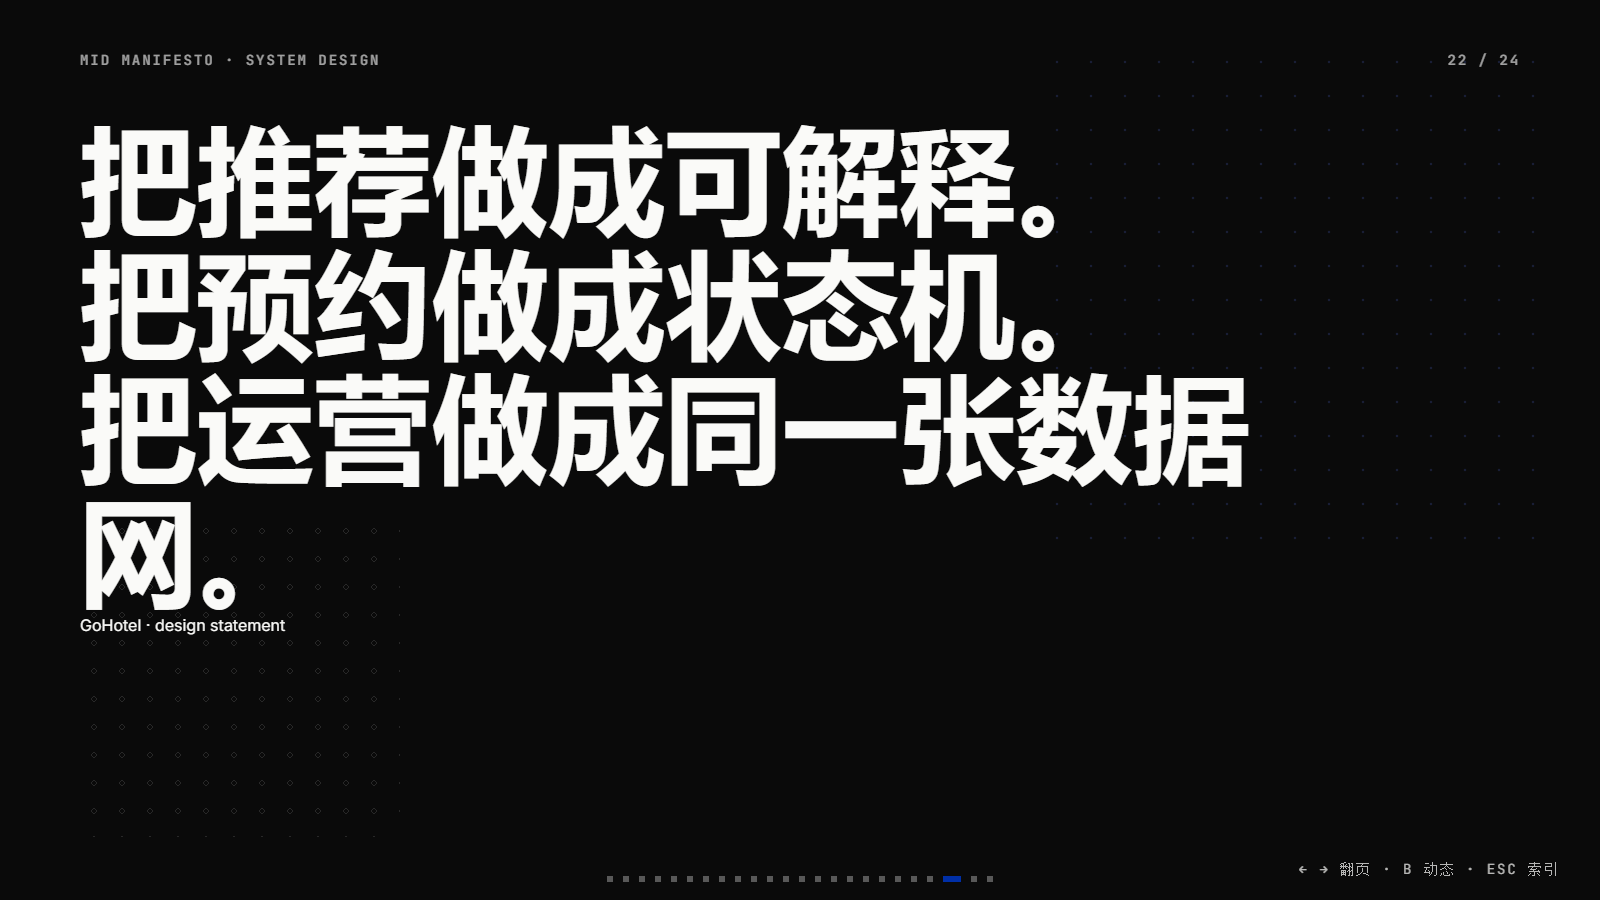 MID MANIFESTO · SYSTEM DESIGN
22 / 24
把推荐做成可解释。
把预约做成状态机。
把运营做成同一张数据
网。
GoHotel · design statement
← → 翻页 · B 动态 · ESC 索引